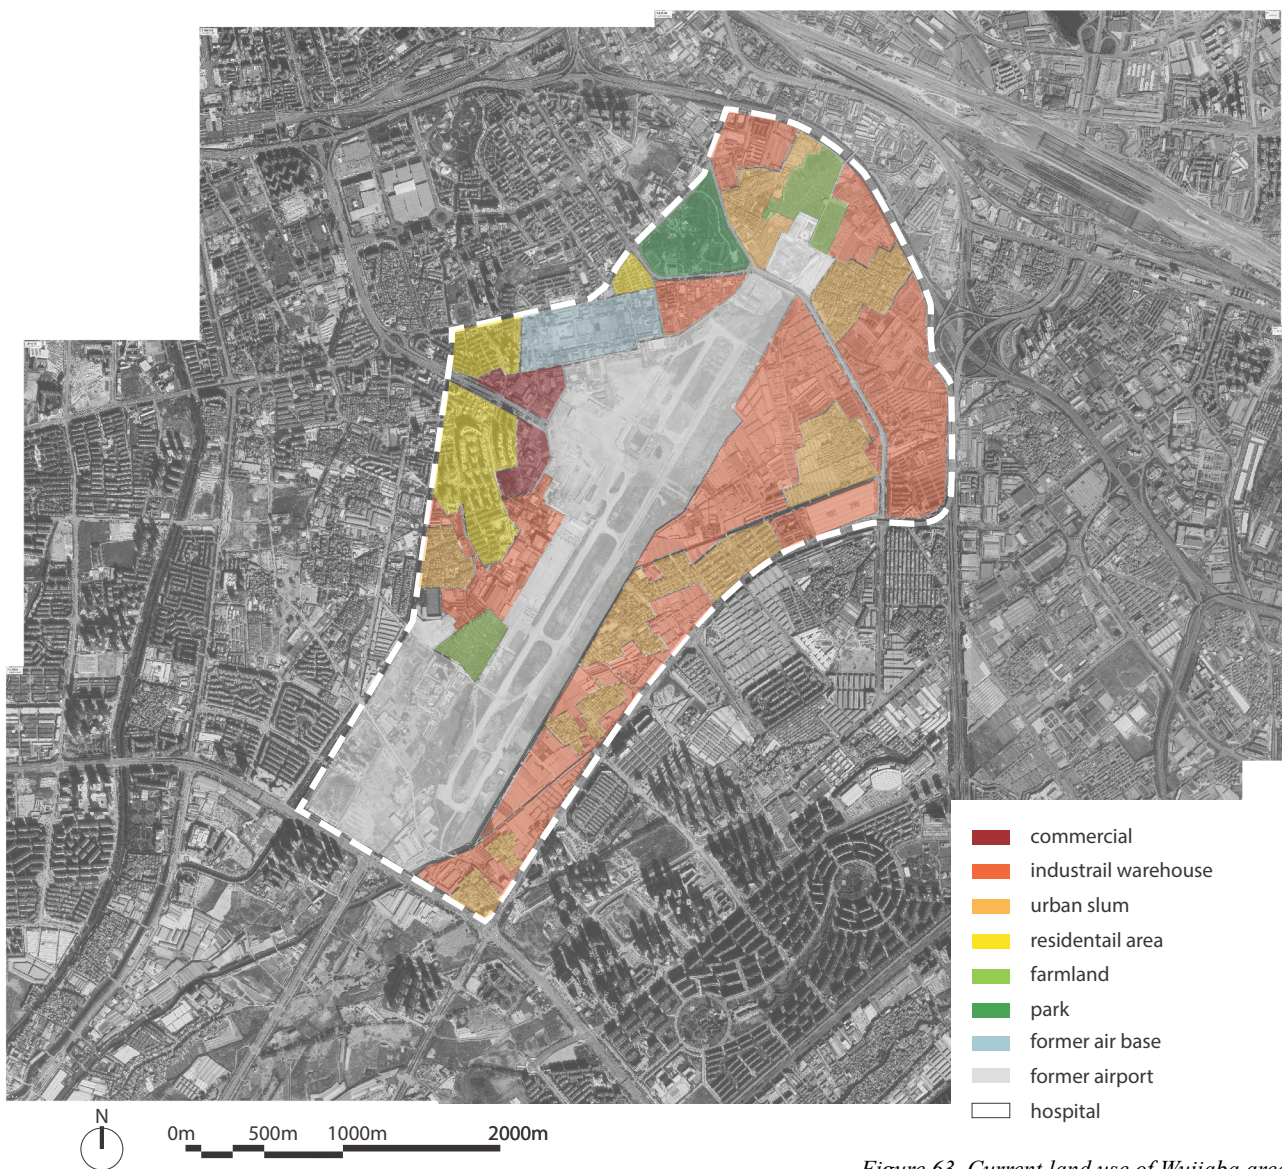 commercial
industrail warehouse
urban slum
residentail area
farmland
park
former air base
former airport
hospital
N
0m 500m 1000m 2000m
Figure 63. Current land use of Wujiaba area